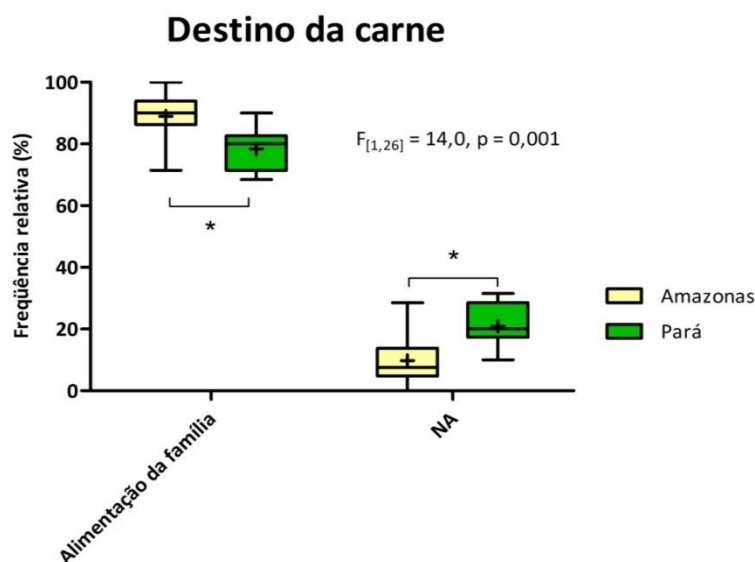 Destino da carne
Freqüência relativa (%)
100
80
60
40
20
0
F[1,26] = 14,0, p = 0,001
*
*
Amazonas
Pará
Alimentação da família
NA